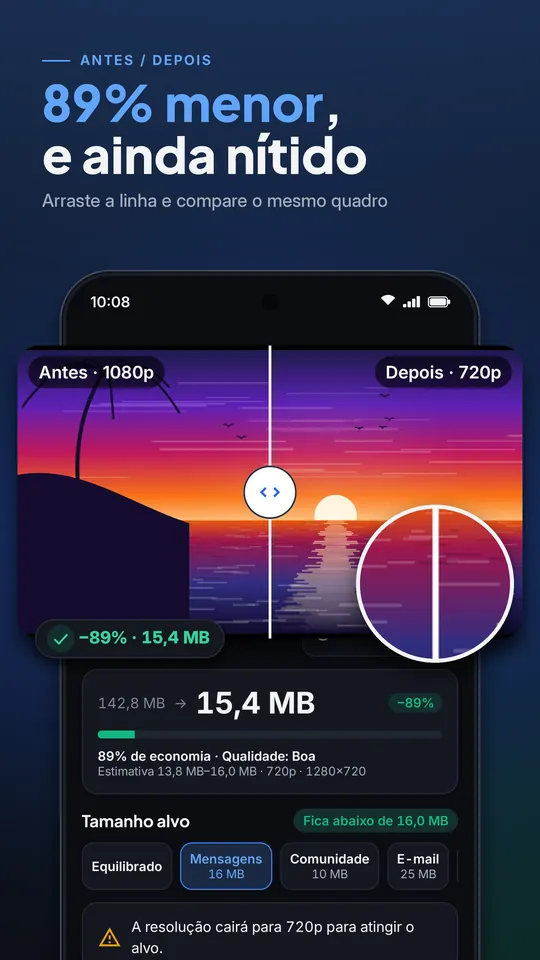 ANTES / DEPOIS
89% menor,
e ainda nítido
Arraste a linha e compare o mesmo quadro
10:08
Antes · 1080p
Depois · 720p
−89% · 15,4 MB
142,8 MB → 15,4 MB
−89%
89% de economia · Qualidade: Boa
Estimativa 13,8 MB–16,0 MB · 720p · 1280×720
Tamanho alvo
Fica abaixo de 16,0 MB
Equilibrado
Mensagens
16 MB
Comunidade
10 MB
E-mail
25 MB
A resolução cairá para 720p para atingir o
alvo.